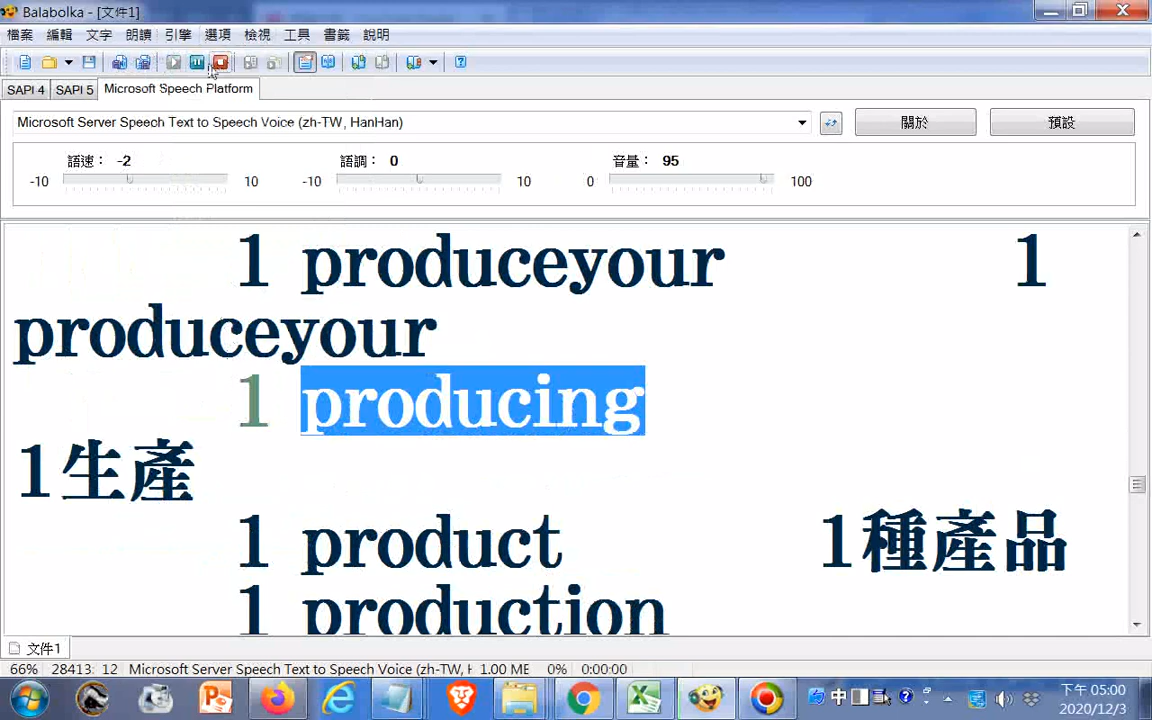 Balabolka - [文件1]
檔案 編輯 文字 朗讀 引擎 選項 檢視 工具 書籤 說明
SAPI 4 SAPI 5 Microsoft Speech Platform
Microsoft Server Speech Text to Speech Voice (zh-TW, HanHan) 關於 預設
語速： -2 語調： 0 音量： 95
-10 10 -10 10 0 100
1 produceyour 1
produceyour
1 producing
1生產
1 product 1種產品
1 production
文件1
66% 28413: 12 Microsoft Server Speech Text to Speech Voice (zh-TW, H 1.00 ME 0% 0:00:00
中 下午 05:00
2020/12/3